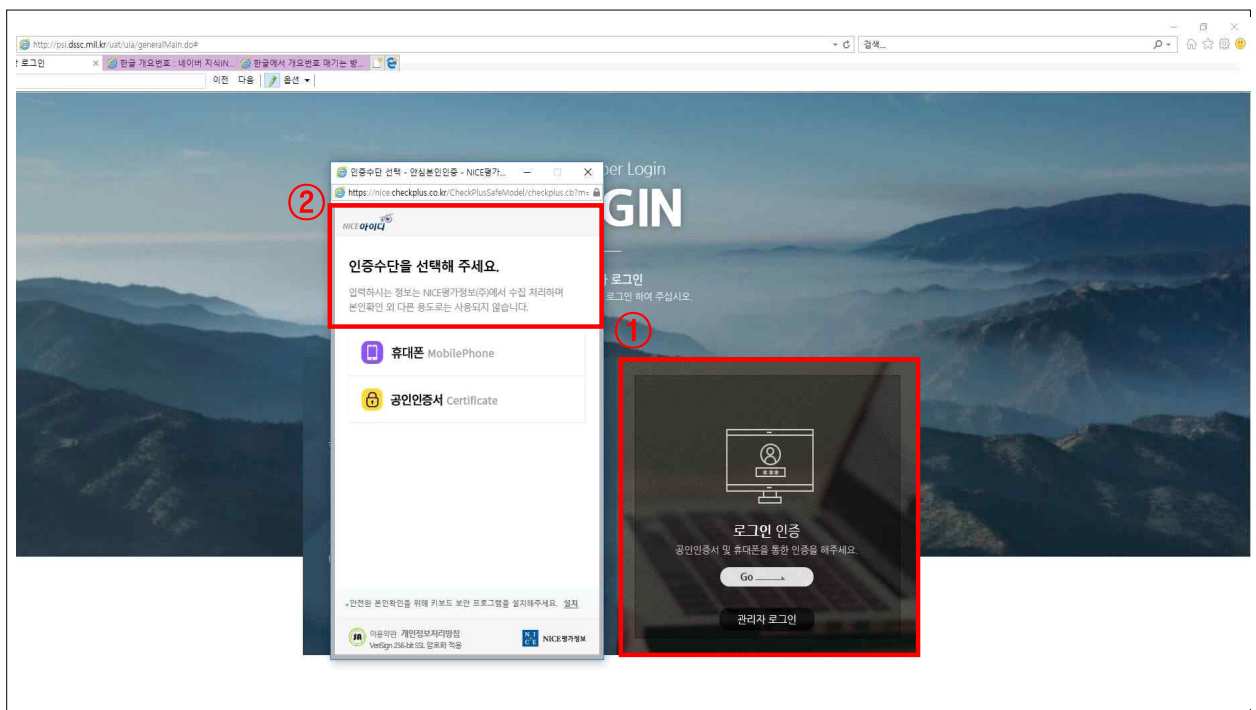 http://psi.dssc.mil.kr/uat/uia/generalMain.do#
검색...
로그인
한글 개요번호 : 네이버 지식iN...
한글에서 개요번호 매기는 방...
이전 다음 옵션
인증수단 선택 - 안심본인인증 - NICE평가...
https://nice.checkplus.co.kr/CheckPlusSafeModel/checkplus.cb?m=
②
NICE아이디
인증수단을 선택해 주세요.
입력하시는 정보는 NICE평가정보(주)에서 수집 처리하며
본인확인 외 다른 용도로는 사용되지 않습니다.
휴대폰 MobilePhone
공인인증서 Certificate
안전한 본인확인을 위해 키보드 보안 프로그램을 설치해주세요. 설치
이용약관 개인정보처리방침
VeriSign 256-bit SSL 암호화 적용
NICE평가정보
per Login
GIN
로그인
로그인 하여 주십시오.
①
로그인 인증
공인인증서 및 휴대폰을 통한 인증을 해주세요.
Go
관리자 로그인